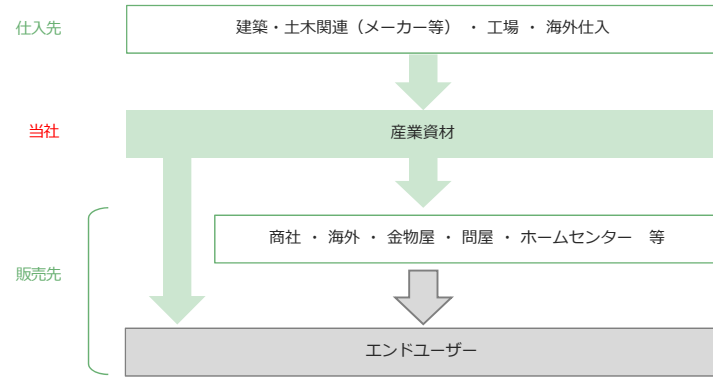 仕入先
建築・土木関連（メーカー等） ・ 工場 ・ 海外仕入
当社
産業資材
商社 ・ 海外 ・ 金物屋 ・ 問屋 ・ ホームセンター　等
販売先
エンドユーザー